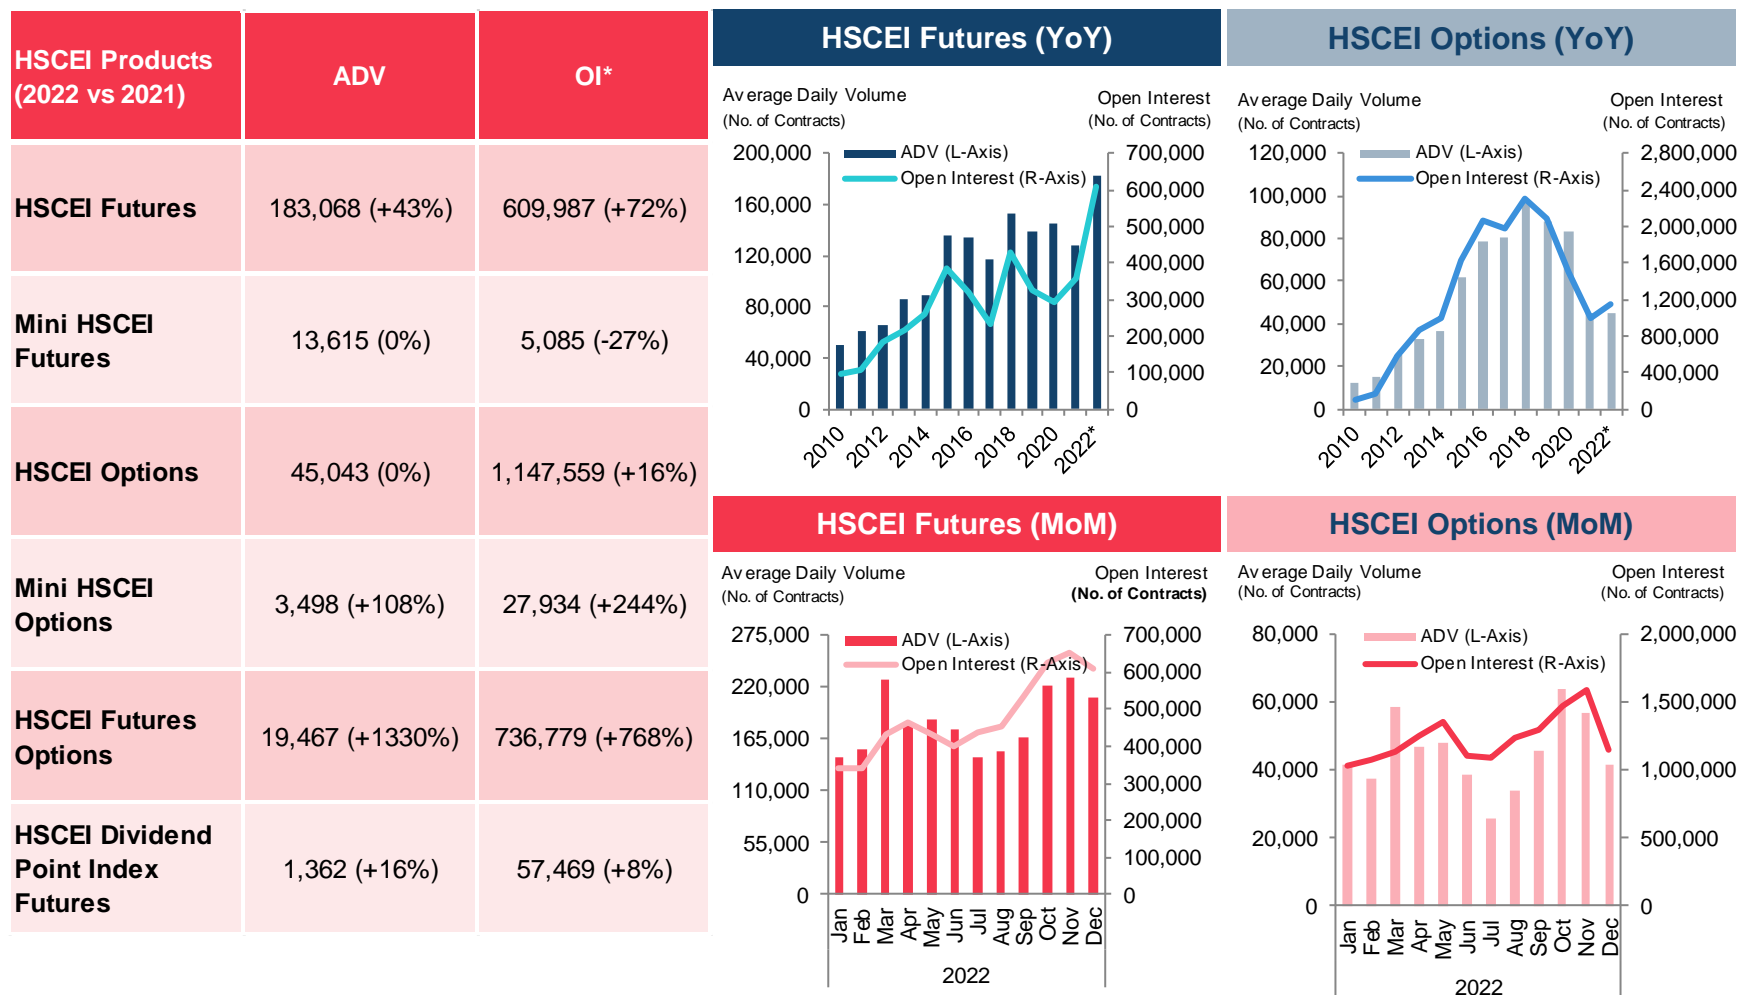 HSCEI Products
(2022 vs 2021)
ADV
OI*
HSCEI Futures
183,068 (+43%)
609,987 (+72%)
Mini HSCEI
Futures
13,615 (0%)
5,085 (-27%)
HSCEI Options
45,043 (0%)
1,147,559 (+16%)
Mini HSCEI
Options
3,498 (+108%)
27,934 (+244%)
HSCEI Futures
Options
19,467 (+1330%)
736,779 (+768%)
HSCEI Dividend
Point Index
Futures
1,362 (+16%)
57,469 (+8%)
HSCEI Futures (YoY)
Average Daily Volume
(No. of Contracts)
Open Interest
(No. of Contracts)
ADV (L-Axis)
Open Interest (R-Axis)
200,000
160,000
120,000
80,000
40,000
0
700,000
600,000
500,000
400,000
300,000
200,000
100,000
0
2010
2012
2014
2016
2018
2020
2022*
HSCEI Options (YoY)
Average Daily Volume
(No. of Contracts)
Open Interest
(No. of Contracts)
ADV (L-Axis)
Open Interest (R-Axis)
120,000
100,000
80,000
60,000
40,000
20,000
0
2,800,000
2,400,000
2,000,000
1,600,000
1,200,000
800,000
400,000
0
2010
2012
2014
2016
2018
2020
2022*
HSCEI Futures (MoM)
Average Daily Volume
(No. of Contracts)
Open Interest
(No. of Contracts)
ADV (L-Axis)
Open Interest (R-Axis)
275,000
220,000
165,000
110,000
55,000
0
700,000
600,000
500,000
400,000
300,000
200,000
100,000
0
Jan
Feb
Mar
Apr
May
Jun
Jul
Aug
Sep
Oct
Nov
Dec
2022
HSCEI Options (MoM)
Average Daily Volume
(No. of Contracts)
Open Interest
(No. of Contracts)
ADV (L-Axis)
Open Interest (R-Axis)
80,000
60,000
40,000
20,000
0
2,000,000
1,500,000
1,000,000
500,000
0
Jan
Feb
Mar
Apr
May
Jun
Jul
Aug
Sep
Oct
Nov
Dec
2022